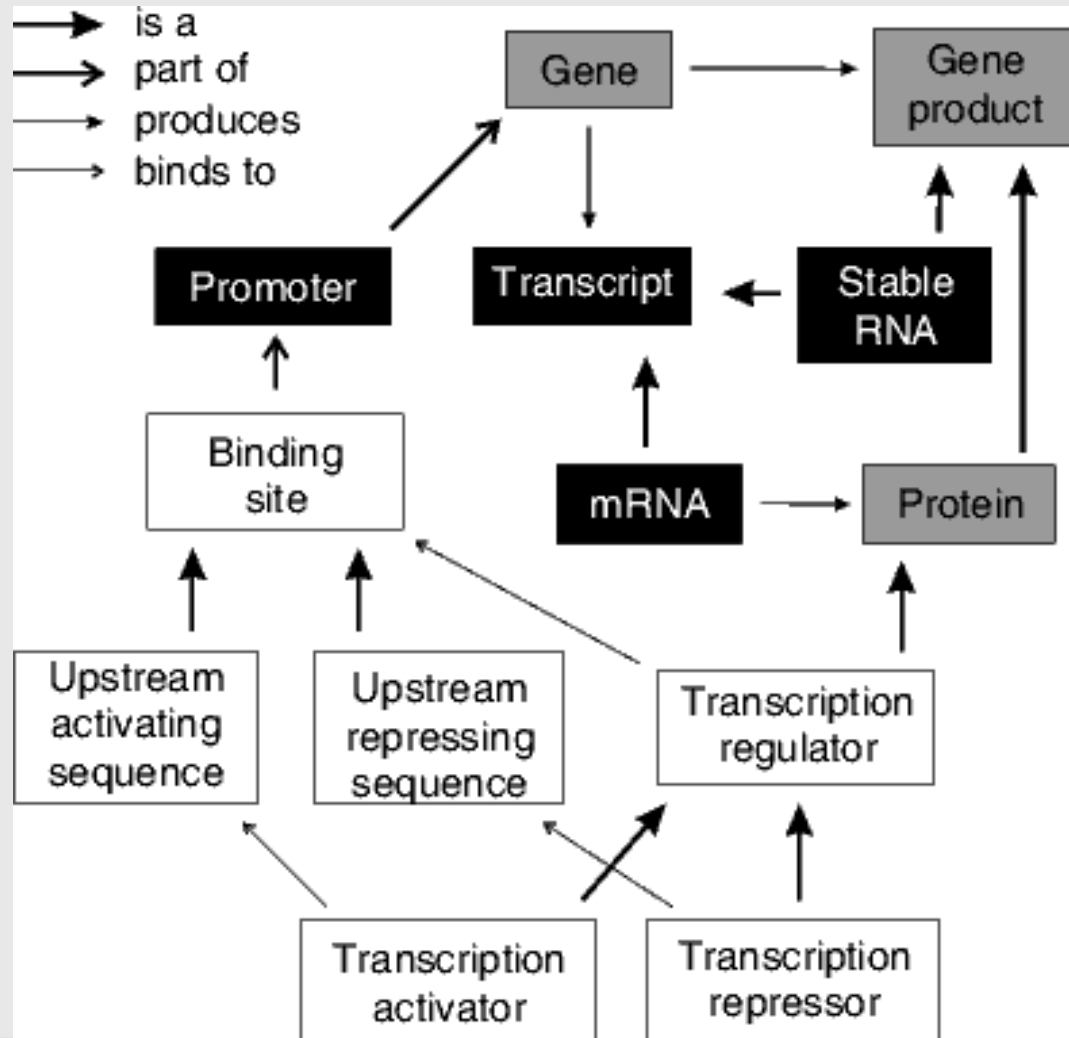 is a
part of
produces
binds to
Gene
Gene
product
Promoter
Transcript
Stable
RNA
Binding
site
mRNA
Protein
Upstream
activating
sequence
Upstream
repressing
sequence
Transcription
regulator
Transcription
activator
Transcription
repressor